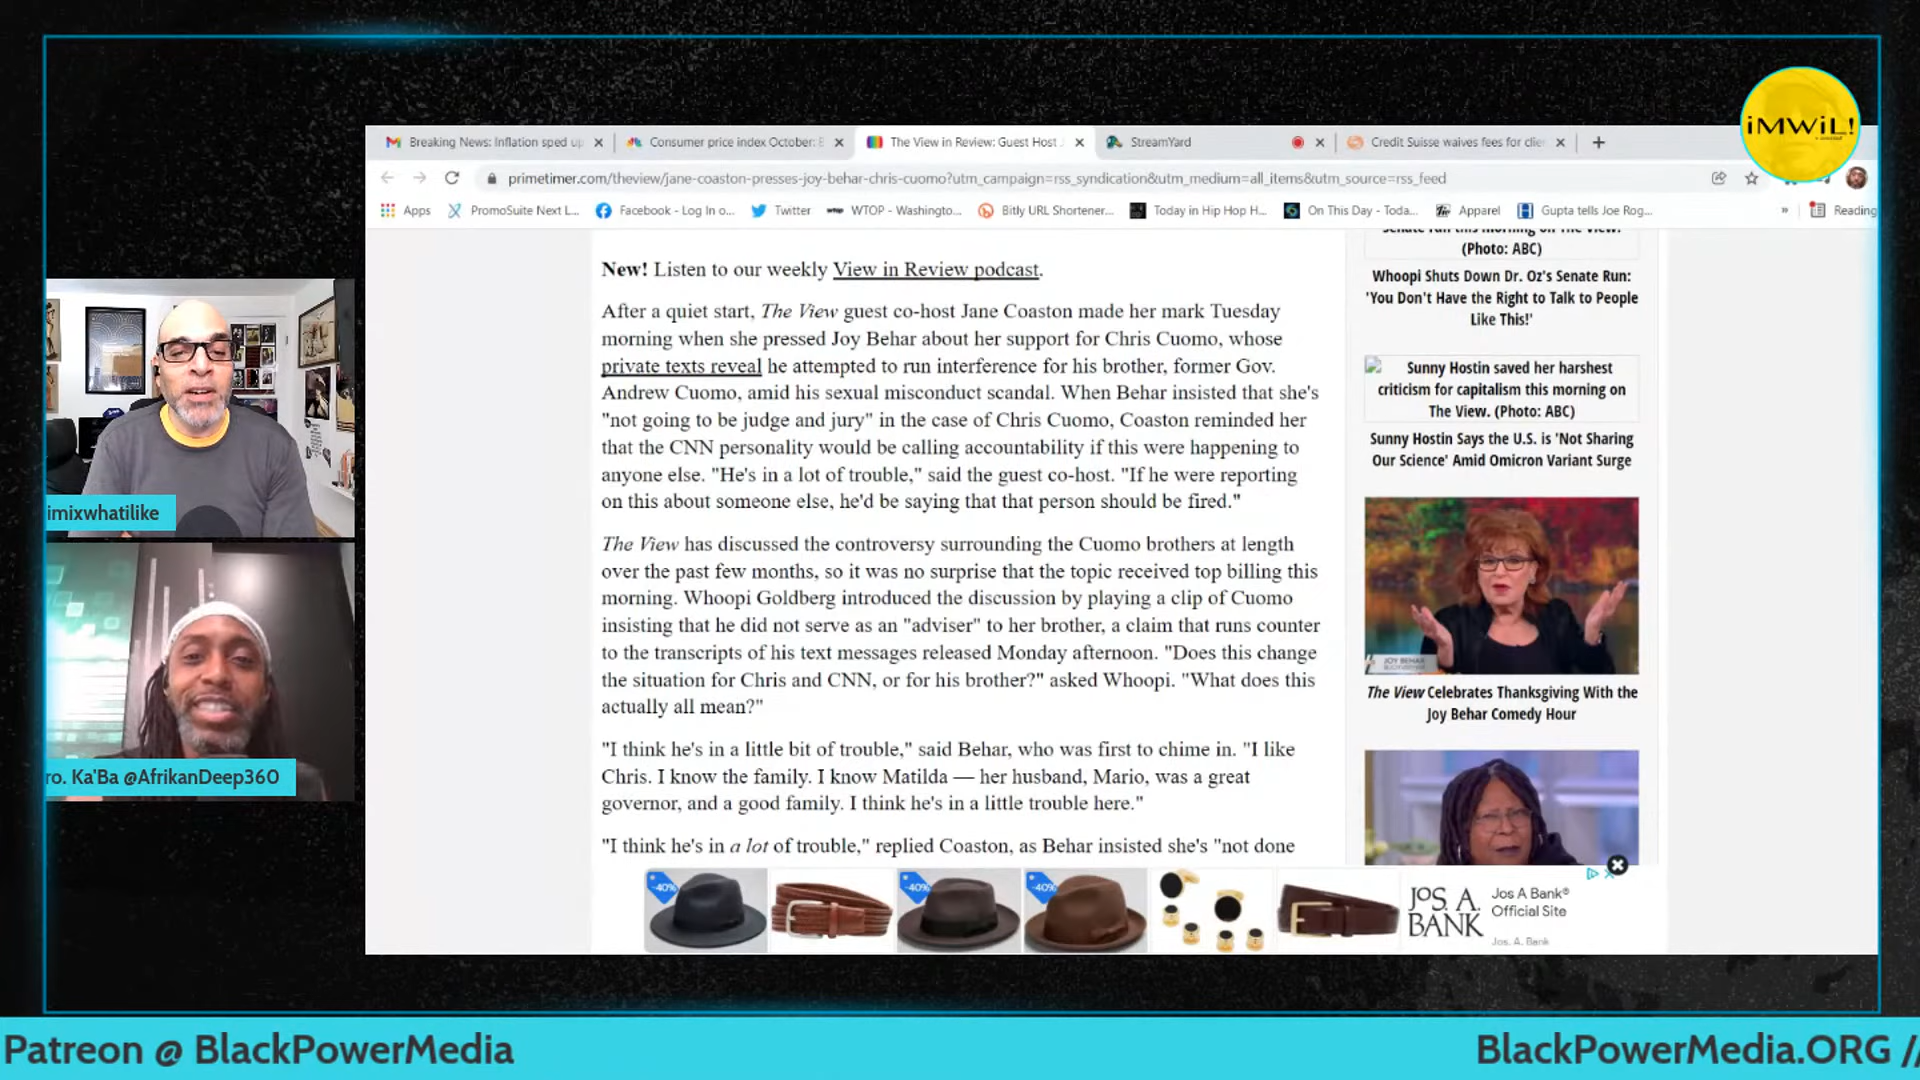 iMWiL!
Breaking News: Inflation sped up
Consumer price index October: E
The View in Review: Guest Host J
StreamYard
Credit Suisse waives fees for clien
primetimer.com/theview/jane-coaston-presses-joy-behar-chris-cuomo?utm_campaign=rss_syndication&utm_medium=all_items&utm_source=rss_feed
Apps
PromoSuite Next L...
Facebook - Log In o...
Twitter
WTOP - Washingto...
Bitly URL Shortener...
Today in Hip Hop H...
On This Day - Toda...
Apparel
Gupta tells Joe Rog...
»
Reading
New! Listen to our weekly View in Review podcast.
After a quiet start, The View guest co-host Jane Coaston made her mark Tuesday
morning when she pressed Joy Behar about her support for Chris Cuomo, whose
private texts reveal he attempted to run interference for his brother, former Gov.
Andrew Cuomo, amid his sexual misconduct scandal. When Behar insisted that she's
"not going to be judge and jury" in the case of Chris Cuomo, Coaston reminded her
that the CNN personality would be calling accountability if this were happening to
anyone else. "He's in a lot of trouble," said the guest co-host. "If he were reporting
on this about someone else, he'd be saying that that person should be fired."
The View has discussed the controversy surrounding the Cuomo brothers at length
over the past few months, so it was no surprise that the topic received top billing this
morning. Whoopi Goldberg introduced the discussion by playing a clip of Cuomo
insisting that he did not serve as an "adviser" to her brother, a claim that runs counter
to the transcripts of his text messages released Monday afternoon. "Does this change
the situation for Chris and CNN, or for his brother?" asked Whoopi. "What does this
actually all mean?"
"I think he's in a little bit of trouble," said Behar, who was first to chime in. "I like
Chris. I know the family. I know Matilda — her husband, Mario, was a great
governor, and a good family. I think he's in a little trouble here."
"I think he's in a lot of trouble," replied Coaston, as Behar insisted she's "not done
Senate run this morning on The View.
(Photo: ABC)
Whoopi Shuts Down Dr. Oz's Senate Run:
'You Don't Have the Right to Talk to People
Like This!'
Sunny Hostin saved her harshest
criticism for capitalism this morning on
The View. (Photo: ABC)
Sunny Hostin Says the U.S. is 'Not Sharing
Our Science' Amid Omicron Variant Surge
JOY BEHAR
The View Celebrates Thanksgiving With the
Joy Behar Comedy Hour
-40%
-40%
-40%
JOS. A.
BANK
Jos A Bank®
Official Site
Jos. A. Bank
imixwhatilike
ro. Ka'Ba @AfrikanDeep360
Patreon @ BlackPowerMedia
BlackPowerMedia.ORG //